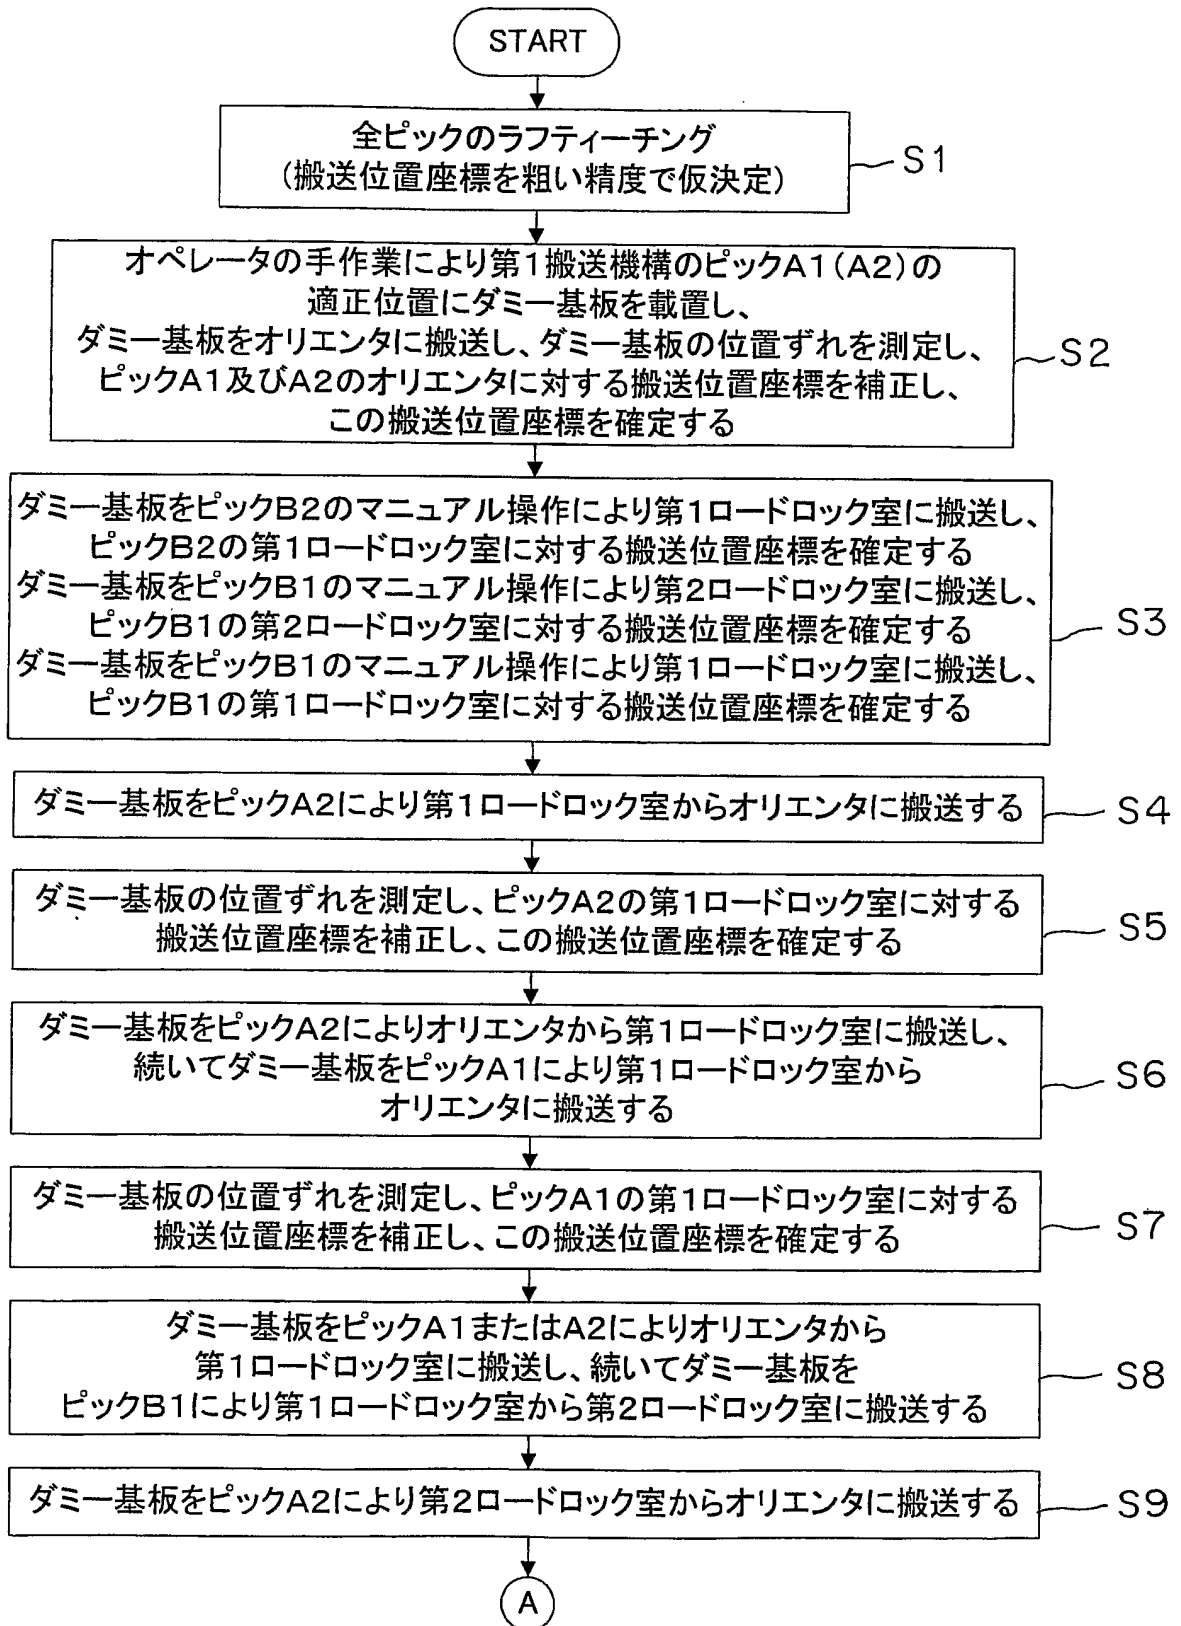 START
全ピックのラフティーチング
(搬送位置座標を粗い精度で仮決定)
S1
オペレータの手作業により第1搬送機構のピックA1(A2)の
適正位置にダミー基板を載置し、
ダミー基板をオリエンタに搬送し、ダミー基板の位置ずれを測定し、
ピックA1及びA2のオリエンタに対する搬送位置座標を補正し、
この搬送位置座標を確定する
S2
ダミー基板をピックB2のマニュアル操作により第1ロードロック室に搬送し、
ピックB2の第1ロードロック室に対する搬送位置座標を確定する
ダミー基板をピックB1のマニュアル操作により第2ロードロック室に搬送し、
ピックB1の第2ロードロック室に対する搬送位置座標を確定する
ダミー基板をピックB1のマニュアル操作により第1ロードロック室に搬送し、
ピックB1の第1ロードロック室に対する搬送位置座標を確定する
S3
ダミー基板をピックA2により第1ロードロック室からオリエンタに搬送する
S4
ダミー基板の位置ずれを測定し、ピックA2の第1ロードロック室に対する
搬送位置座標を補正し、この搬送位置座標を確定する
S5
ダミー基板をピックA2によりオリエンタから第1ロードロック室に搬送し、
続いてダミー基板をピックA1により第1ロードロック室から
オリエンタに搬送する
S6
ダミー基板の位置ずれを測定し、ピックA1の第1ロードロック室に対する
搬送位置座標を補正し、この搬送位置座標を確定する
S7
ダミー基板をピックA1またはA2によりオリエンタから
第1ロードロック室に搬送し、続いてダミー基板を
ピックB1により第1ロードロック室から第2ロードロック室に搬送する
S8
ダミー基板をピックA2により第2ロードロック室からオリエンタに搬送する
S9
A